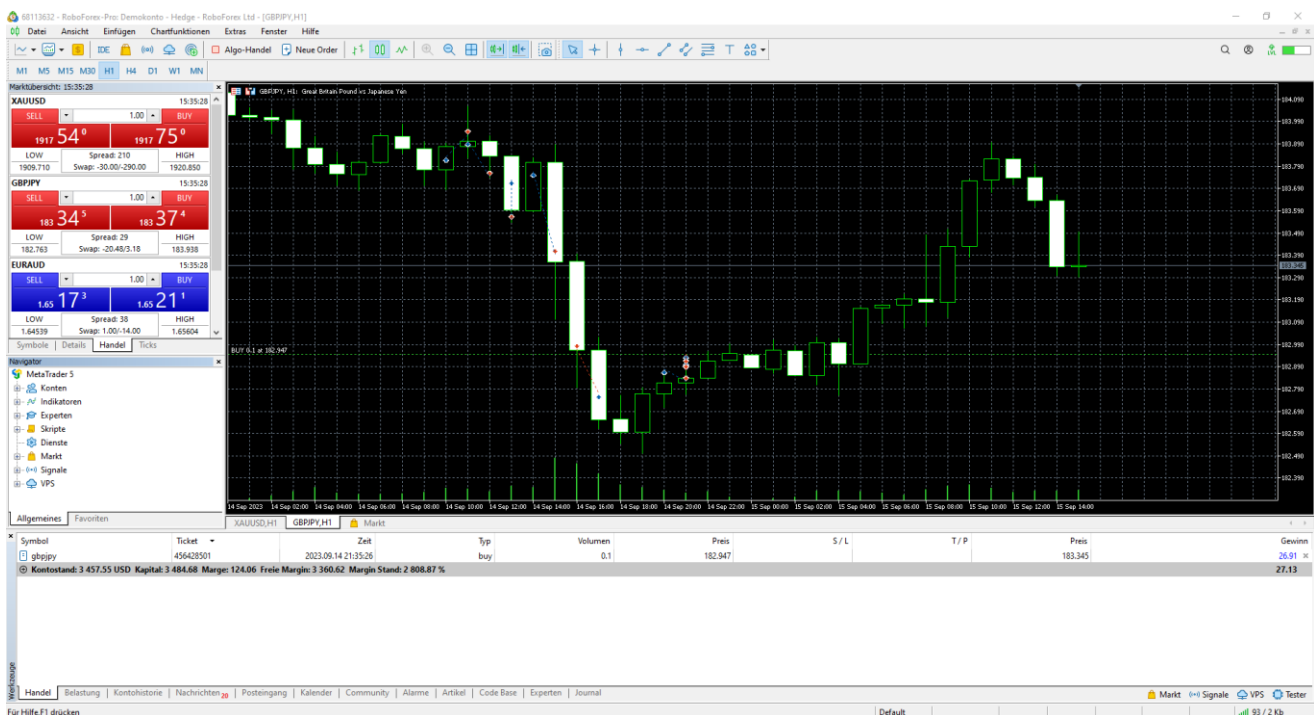 68113632 - RoboForex-Pro: Demokonto - Hedge - RoboForex Ltd - [GBPJPY,H1]
Datei Ansicht Einfügen Chartfunktionen Extras Fenster Hilfe
IDE Algo-Handel Neue Order
M1 M5 M15 M30 H1 H4 D1 W1 MN
Marktübersicht: 15:35:28
XAUUSD 15:35:28
SELL 1.00 BUY
1917 54 0 1917 75 0
LOW Spread: 210 HIGH
1909.710 Swap: -30.00/-290.00 1920.850
GBPJPY 15:35:28
SELL 1.00 BUY
183 34 5 183 37 4
LOW Spread: 29 HIGH
182.763 Swap: -20.48/3.18 183.938
EURAUD 15:35:28
SELL 1.00 BUY
1.65 17 3 1.65 21 1
LOW Spread: 38 HIGH
1.64539 Swap: 1.00/-14.00 1.65604
Symbole Details Handel Ticks
Navigator
MetaTrader 5
Konten
Indikatoren
Experten
Skripte
Dienste
Markt
Signale
VPS
Allgemeines Favoriten
GBPJPY, H1: Great Britain Pound vs Japanese Yen
184.090
183.990
183.890
183.790
183.690
183.590
183.490
183.390
183.345
183.290
183.190
183.090
182.990
182.890
182.790
182.690
182.590
182.490
182.390
BUY 0.1 at 182.947
14 Sep 2023 14 Sep 02:00 14 Sep 04:00 14 Sep 06:00 14 Sep 08:00 14 Sep 10:00 14 Sep 12:00 14 Sep 14:00 14 Sep 16:00 14 Sep 18:00 14 Sep 20:00 14 Sep 22:00 15 Sep 00:00 15 Sep 02:00 15 Sep 04:00 15 Sep 06:00 15 Sep 08:00 15 Sep 10:00 15 Sep 12:00 15 Sep 14:00
XAUUSD,H1 GBPJPY,H1 Markt
Symbol Ticket Zeit Typ Volumen Preis S / L T / P Preis Gewinn
gbpjpy 456428501 2023.09.14 21:35:26 buy 0.1 182.947 183.345 26.91
Kontostand: 3 457.55 USD Kapital: 3 484.68 Marge: 124.06 Freie Margin: 3 360.62 Margin Stand: 2 808.87 % 27.13
Werkzeuge
Handel Belastung Kontohistorie Nachrichten 20 Posteingang Kalender Community Alarme Artikel Code Base Experten Journal
Markt Signale VPS Tester
Für Hilfe,F1 drücken Default 93 / 2 Kb